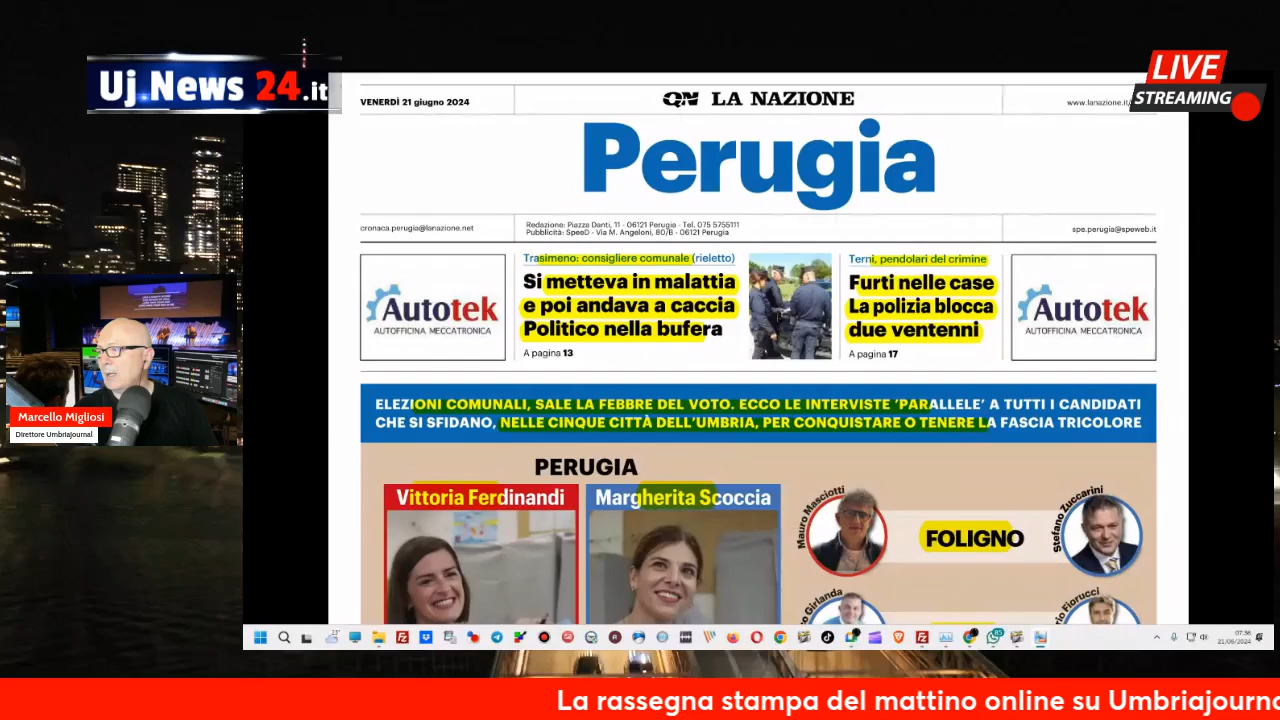 Uj.News 24.it
LIVE
STREAMING
VENERDÌ 21 giugno 2024
QN LA NAZIONE
www.lanazione.it/
Perugia
cronaca.perugia@lanazione.net
Redazione: Piazza Danti, 11 - 06121 Perugia - Tel. 075 5755111
Pubblicità: SpeeD - Via M. Angeloni, 80/B - 06121 Perugia
spe.perugia@speweb.it
Autotek
AUTOFFICINA MECCATRONICA
Trasimeno: consigliere comunale (rieletto)
Si metteva in malattia
e poi andava a caccia
Politico nella bufera
A pagina 13
Terni, pendolari del crimine
Furti nelle case
La polizia blocca
due ventenni
A pagina 17
Autotek
AUTOFFICINA MECCATRONICA
ELEZIONI COMUNALI, SALE LA FEBBRE DEL VOTO. ECCO LE INTERVISTE ‘PARALLELE’ A TUTTI I CANDIDATI
CHE SI SFIDANO, NELLE CINQUE CITTÀ DELL’UMBRIA, PER CONQUISTARE O TENERE LA FASCIA TRICOLORE
PERUGIA
Vittoria Ferdinandi
Margherita Scoccia
Mauro Masciotti
FOLIGNO
Stefano Zuccarini
Girlanda
Fiorucci
Marcello Migliosi
Direttore Umbriajournal
07:36
21/06/2024
La rassegna stampa del mattino online su Umbriajourna